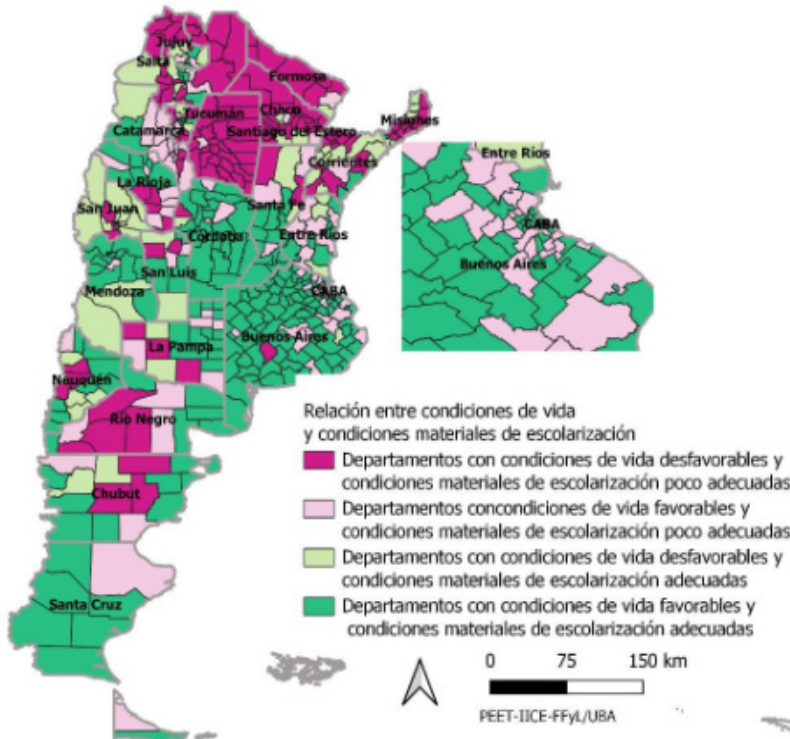 Jujuy
Salta
Formosa
Chaco
Tucumán
Misiones
Santiago del Estero
Catamarca
Corrientes
La Rioja
Santa Fe
San Juan
Córdoba
Entre Ríos
San Luis
Mendoza
CABA
Buenos Aires
La Pampa
Neuquén
Río Negro
Chubut
Santa Cruz
Entre Ríos
CABA
Buenos Aires
Relación entre condiciones de vida
y condiciones materiales de escolarización
Departamentos con condiciones de vida desfavorables y
condiciones materiales de escolarización poco adecuadas
Departamentos concondiciones de vida favorables y
condiciones materiales de escolarización poco adecuadas
Departamentos con condiciones de vida desfavorables y
condiciones materiales de escolarización adecuadas
Departamentos con condiciones de vida favorables y
condiciones materiales de escolarización adecuadas
0 75 150 km
PEET-IICE-FFyL/UBA